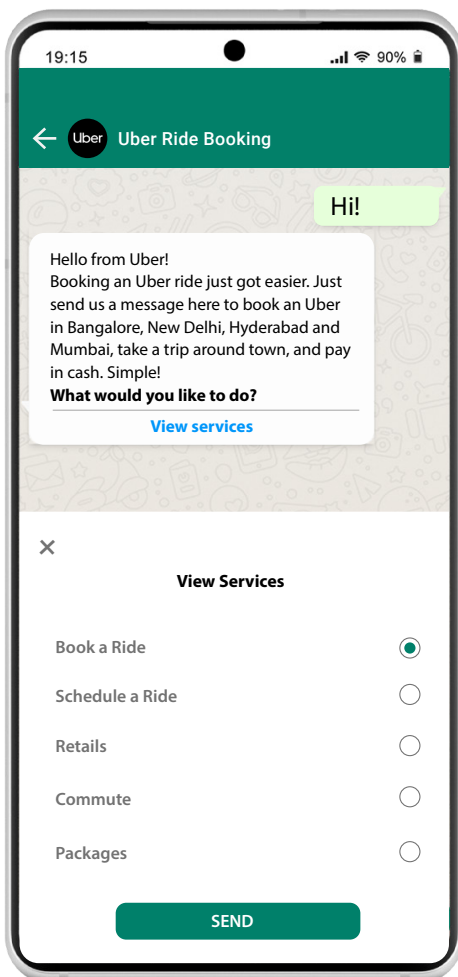 19:15 90%
Uber Uber Ride Booking
Hi!
Hello from Uber!
Booking an Uber ride just got easier. Just
send us a message here to book an Uber
in Bangalore, New Delhi, Hyderabad and
Mumbai, take a trip around town, and pay
in cash. Simple!
What would you like to do?
View services
View Services
Book a Ride
Schedule a Ride
Retails
Commute
Packages
SEND